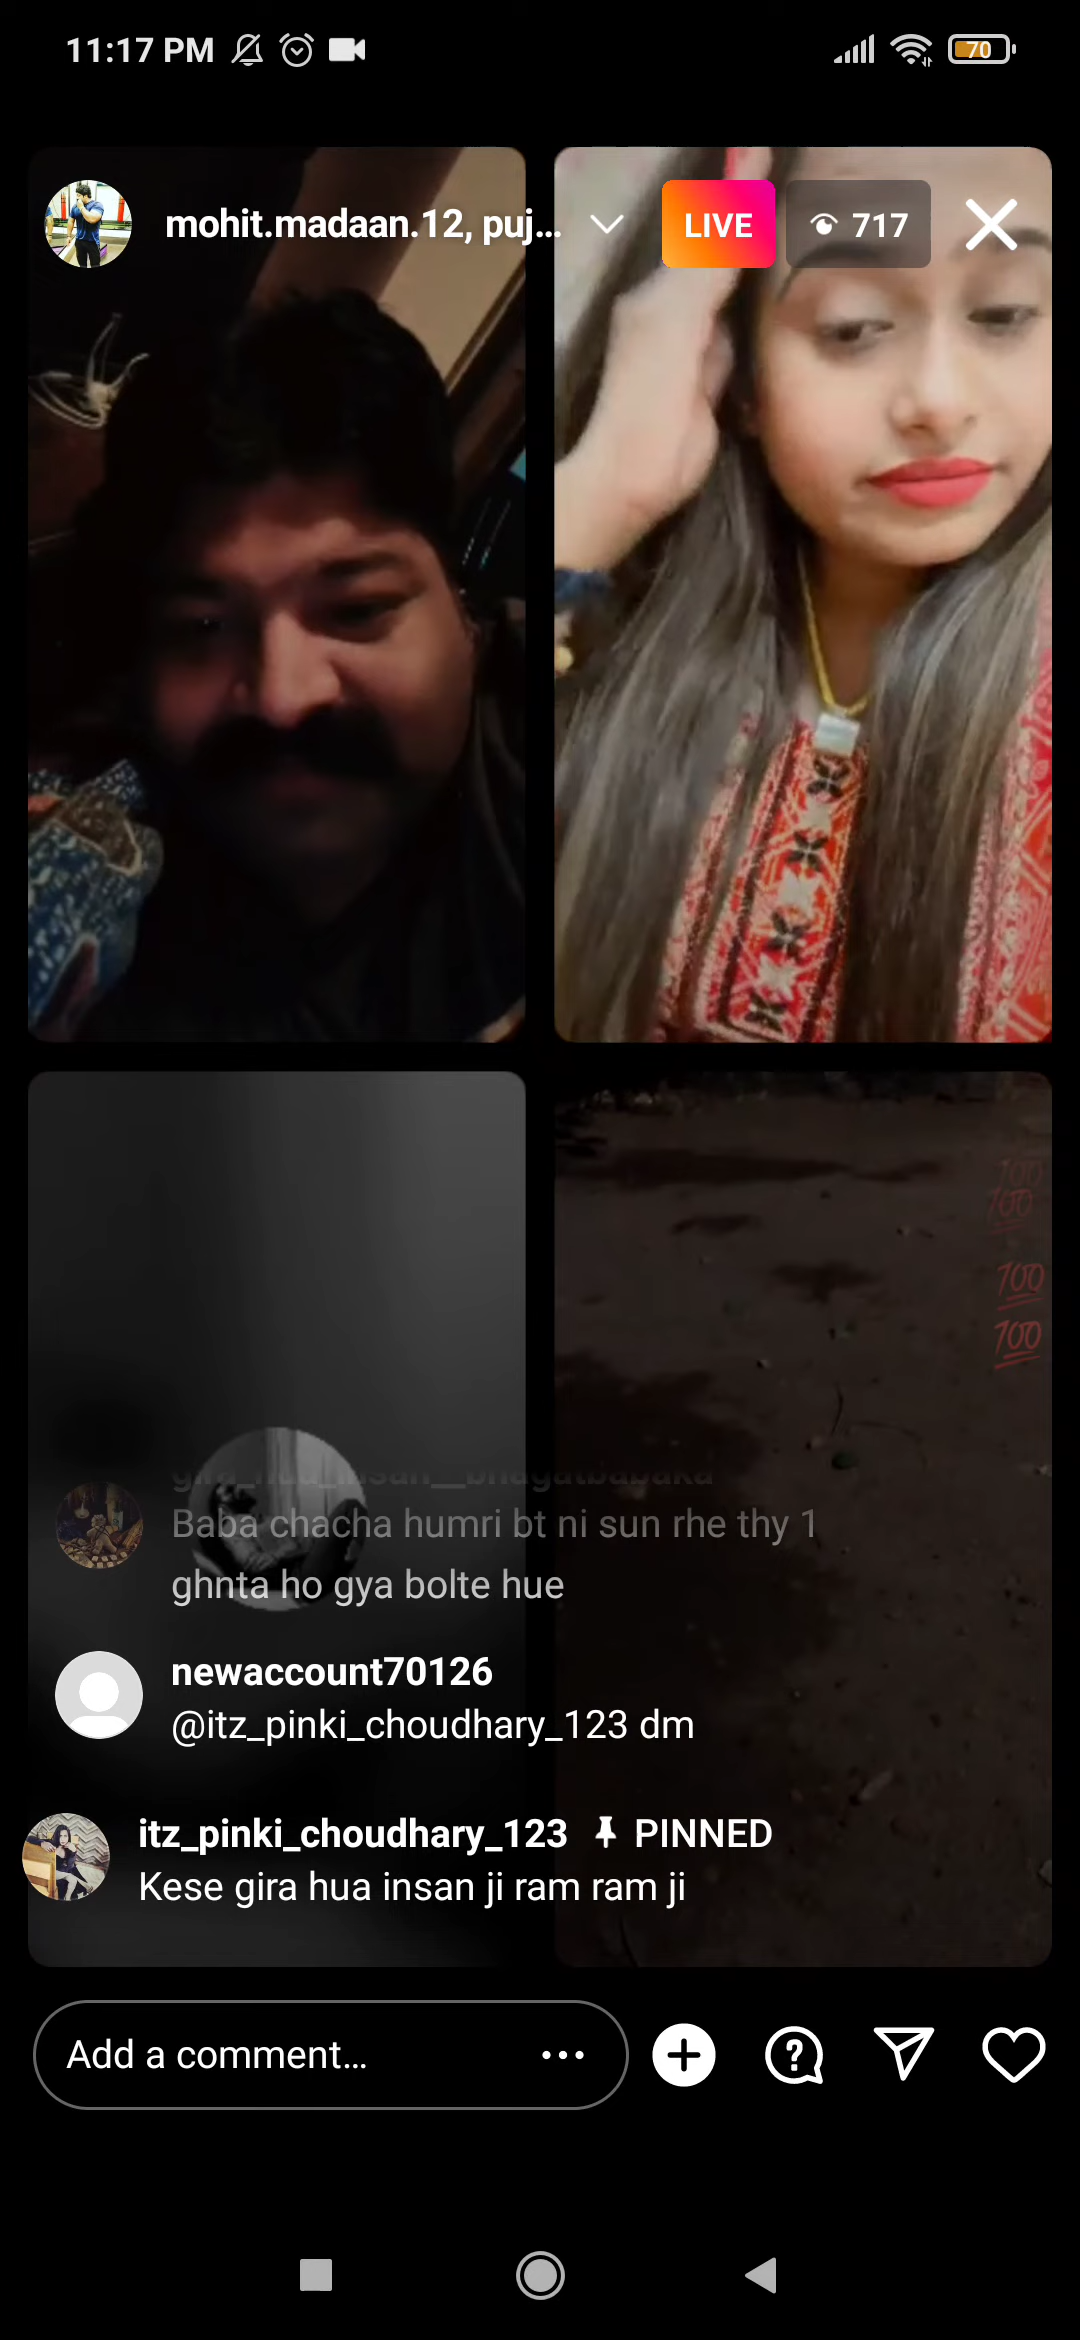 11:17 PM
70
mohit.madaan.12, puj...
LIVE
717
gira_hua_insan__bhagatbabaka
Baba chacha humri bt ni sun rhe thy 1
ghnta ho gya bolte hue
newaccount70126
@itz_pinki_choudhary_123 dm
itz_pinki_choudhary_123 PINNED
Kese gira hua insan ji ram ram ji
Add a comment...